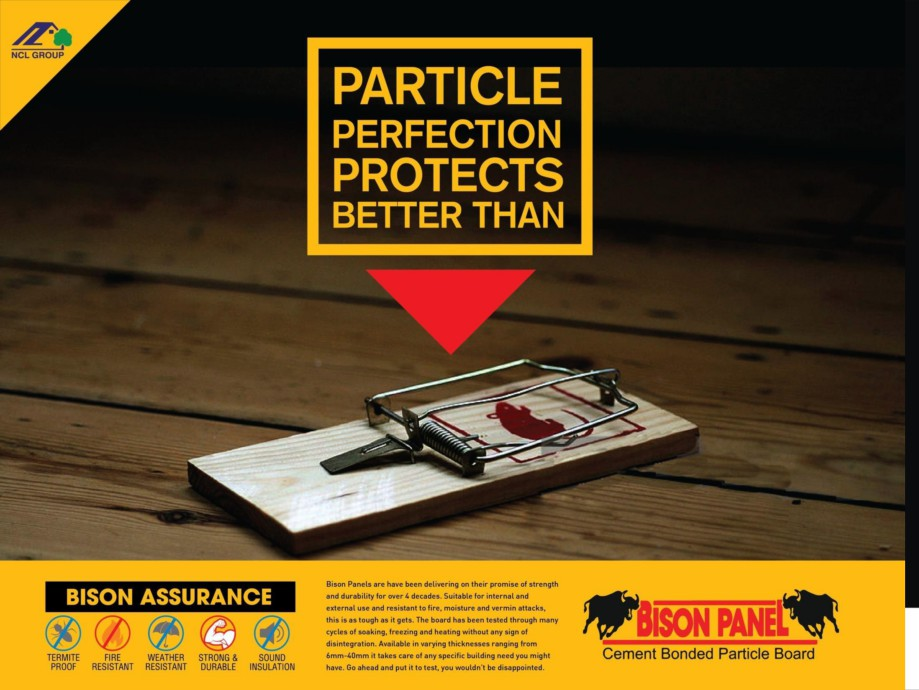 NCL GROUP
PARTICLE
PERFECTION
PROTECTS
BETTER THAN
BISON ASSURANCE
TERMITE
PROOF
FIRE
RESISTANT
WEATHER
RESISTANT
STRONG &
DURABLE
SOUND
INSULATION
Bison Panels are have been delivering on their promise of strength
and durability for over 4 decades. Suitable for internal and
external use and resistant to fire, moisture and vermin attacks,
this is as tough as it gets. The board has been tested through many
cycles of soaking, freezing and heating without any sign of
disintegration. Available in varying thicknesses ranging from
6mm-40mm it takes care of any specific building need you might
have. Go ahead and put it to test, you wouldn't be disappointed.
BISON PANEL
Cement Bonded Particle Board